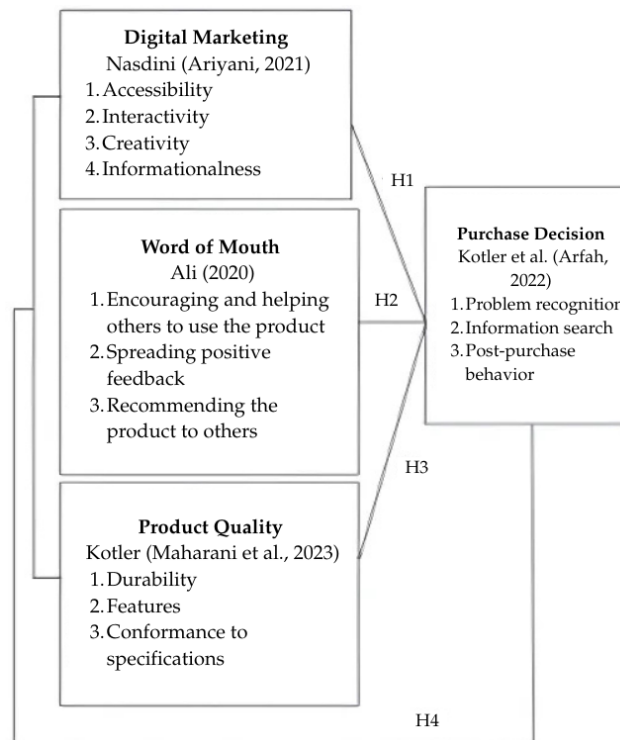 Digital Marketing
Nasdini (Ariyani, 2021)
1. Accessibility
2. Interactivity
3. Creativity
4. Informationalness
H1
Word of Mouth
Ali (2020)
1. Encouraging and helping
others to use the product
2. Spreading positive
feedback
3. Recommending the
product to others
H2
Purchase Decision
Kotler et al. (Arfah,
2022)
1. Problem recognition
2. Information search
3. Post-purchase
behavior
H3
Product Quality
Kotler (Maharani et al., 2023)
1. Durability
2. Features
3. Conformance to
specifications
H4